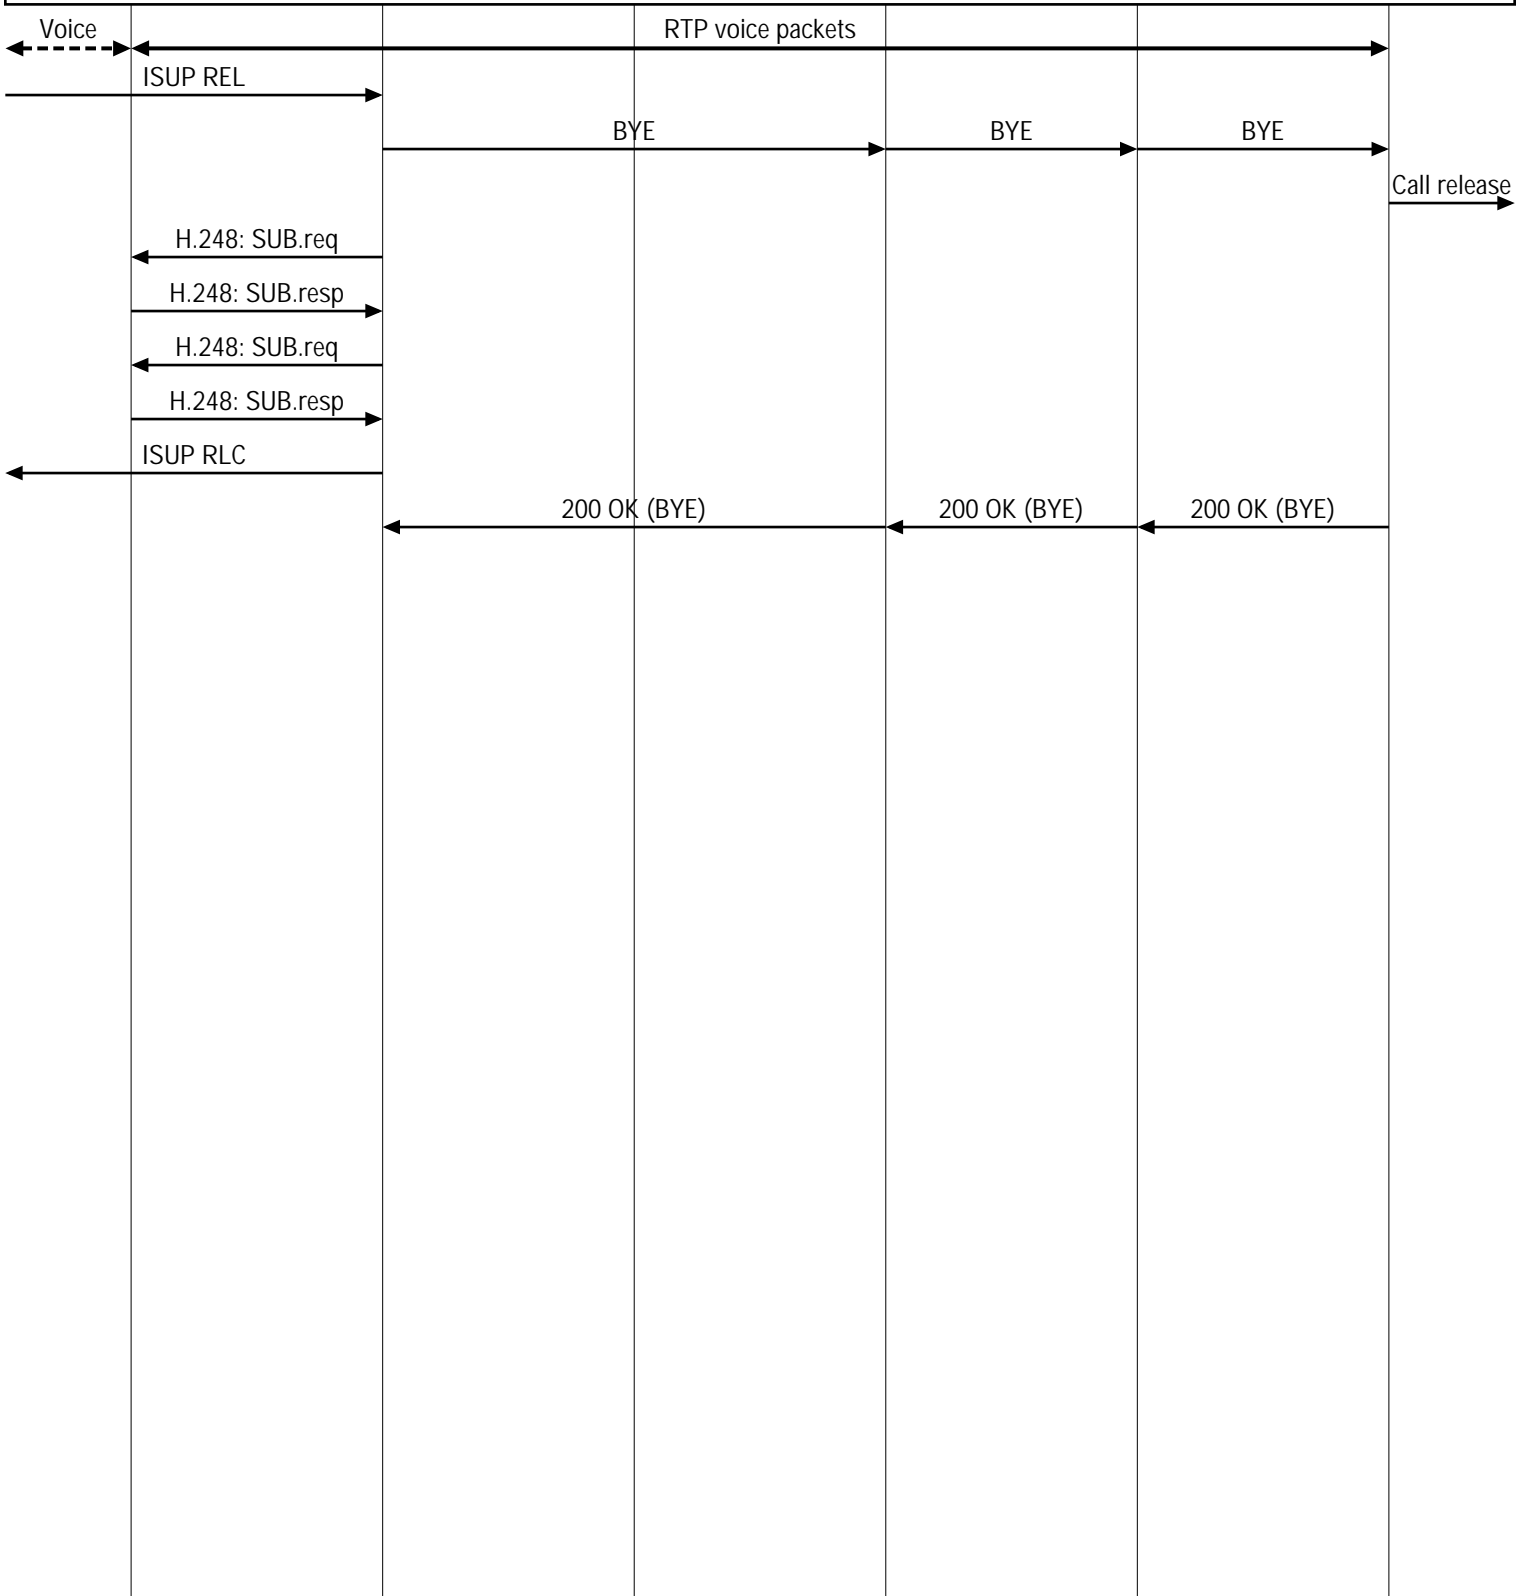 Voice
RTP voice packets
ISUP REL
BYE
BYE
BYE
Call release
H.248: SUB.req
H.248: SUB.resp
H.248: SUB.req
H.248: SUB.resp
ISUP RLC
200 OK (BYE)
200 OK (BYE)
200 OK (BYE)